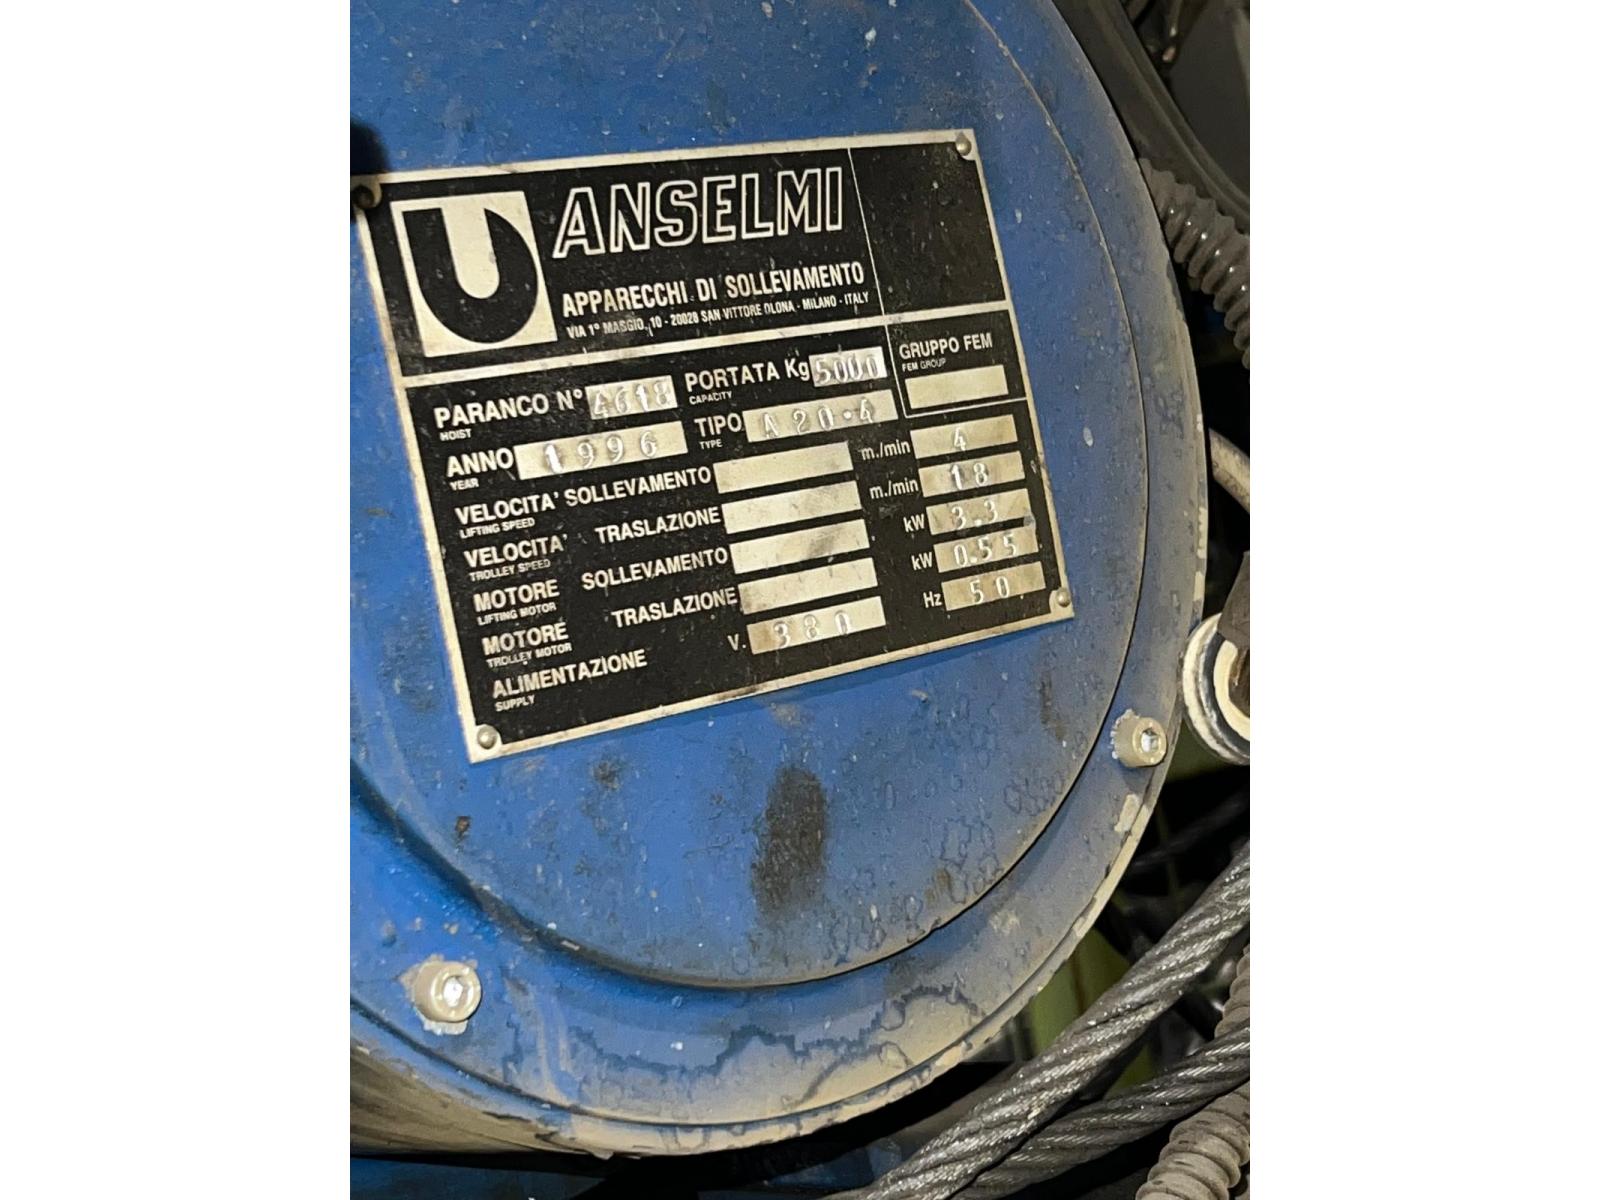 ANSELMI
APPARECCHI DI SOLLEVAMENTO
VIA 1° MAGGIO, 10 - 20028 SAN VITTORE OLONA - MILANO - ITALY
PARANCO N° 4618 PORTATA Kg 5000 GRUPPO FEM
HOIST CAPACITY FEM GROUP
ANNO 1996 TIPO A20·4
YEAR TYPE
VELOCITA' SOLLEVAMENTO m./min 4
LIFTING SPEED
VELOCITA' TRASLAZIONE m./min 18
TROLLEY SPEED
MOTORE SOLLEVAMENTO kW 3.3
LIFTING MOTOR
MOTORE TRASLAZIONE kW 0.55
TROLLEY MOTOR
ALIMENTAZIONE V. 380 Hz 50
SUPPLY